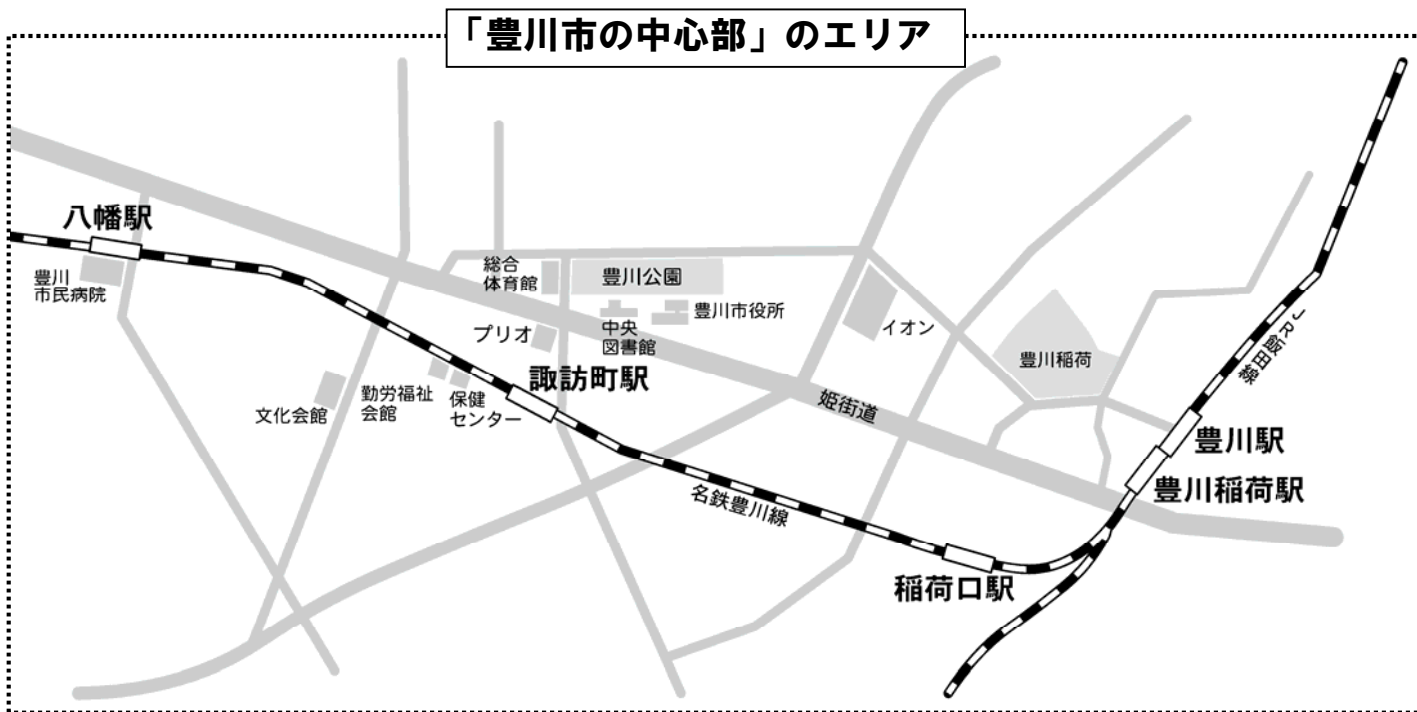 「豊川市の中心部」のエリア
八幡駅
豊川
市民病院
総合
体育館
豊川公園
プリオ
中央
図書館
豊川市役所
イオン
豊川稲荷
JR飯田線
諏訪町駅
勤労福祉
会館
保健
センター
文化会館
姫街道
豊川駅
豊川稲荷駅
名鉄豊川線
稲荷口駅